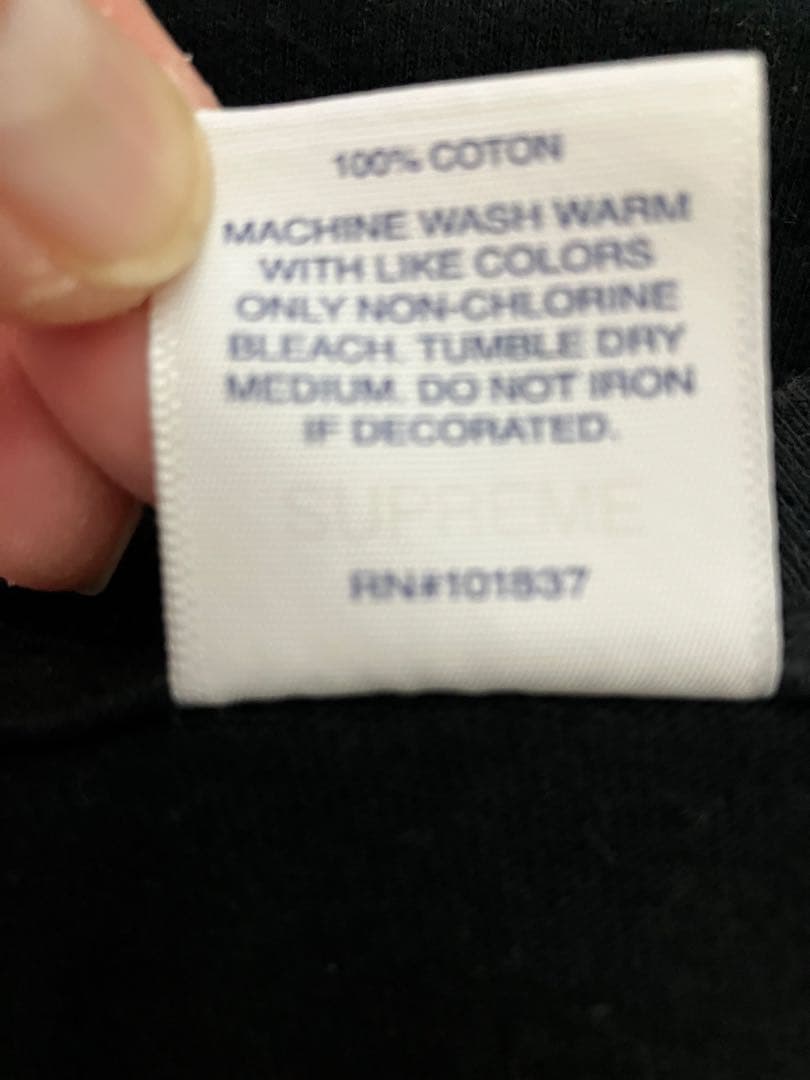 100% COTON
MACHINE WASH WARM
WITH LIKE COLORS
ONLY NON-CHLORINE
BLEACH. TUMBLE DRY
MEDIUM. DO NOT IRON
IF DECORATED.
SUPREME
RN#101837